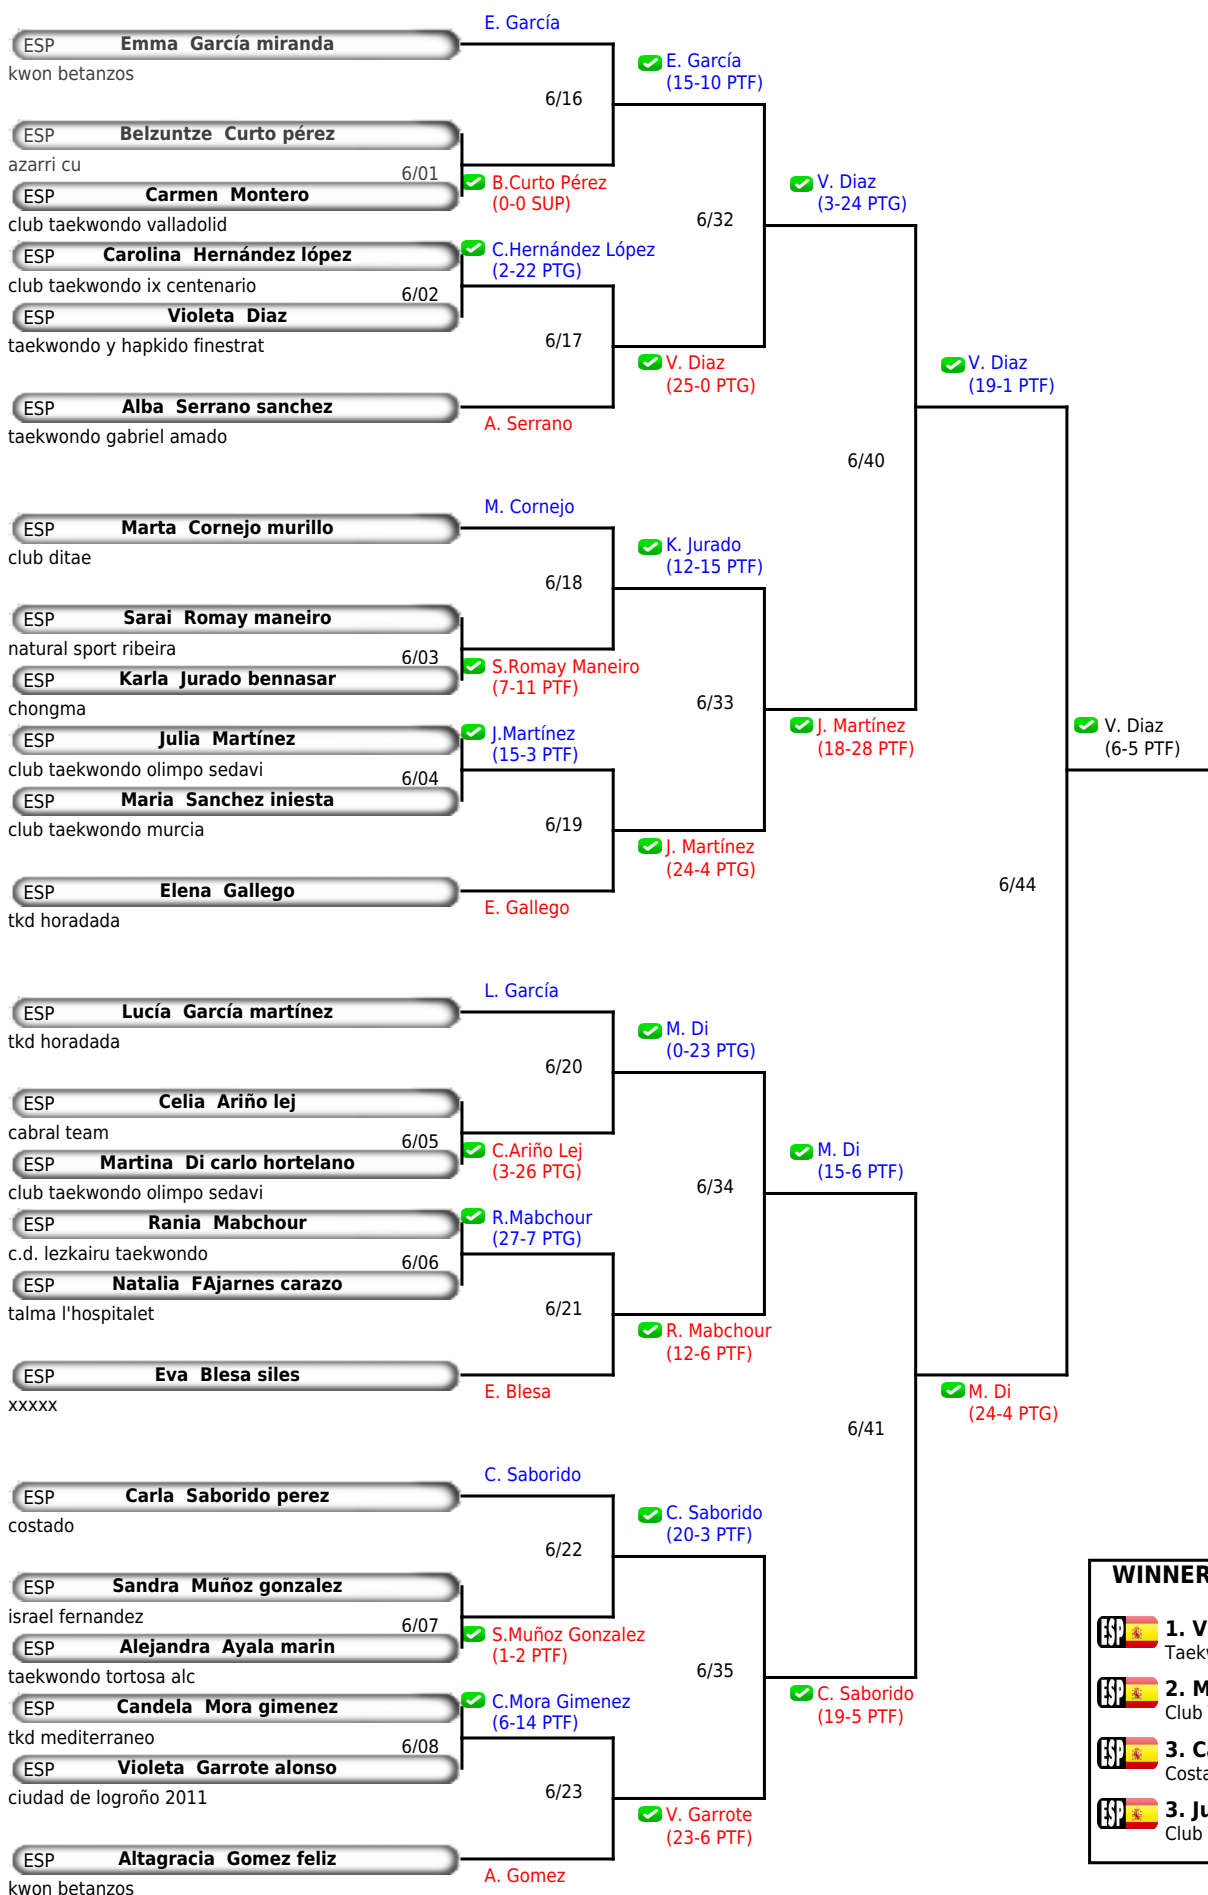 E. García
ESP Emma García miranda
kwon betanzos
E. García
(15-10 PTF)
6/16
ESP Belzuntze Curto pérez
azarri cu
6/01
B.Curto Pérez
(0-0 SUP)
ESP Carmen Montero
club taekwondo valladolid
V. Diaz
(3-24 PTG)
6/32
C.Hernández López
(2-22 PTG)
ESP Carolina Hernández lópez
club taekwondo ix centenario
6/02
ESP Violeta Diaz
taekwondo y hapkido finestrat
6/17
V. Diaz
(25-0 PTG)
V. Diaz
(19-1 PTF)
ESP Alba Serrano sanchez
taekwondo gabriel amado
A. Serrano
6/40
M. Cornejo
ESP Marta Cornejo murillo
club ditae
K. Jurado
(12-15 PTF)
6/18
ESP Sarai Romay maneiro
natural sport ribeira
6/03
S.Romay Maneiro
(7-11 PTF)
ESP Karla Jurado bennasar
chongma
6/33
J. Martínez
(18-28 PTF)
V. Diaz
(6-5 PTF)
J.Martínez
(15-3 PTF)
ESP Julia Martínez
club taekwondo olimpo sedavi
6/04
ESP Maria Sanchez iniesta
club taekwondo murcia
6/19
J. Martínez
(24-4 PTG)
ESP Elena Gallego
tkd horadada
E. Gallego
6/44
L. García
ESP Lucía García martínez
tkd horadada
M. Di
(0-23 PTG)
6/20
ESP Celia Ariño lej
cabral team
6/05
C.Ariño Lej
(3-26 PTG)
ESP Martina Di carlo hortelano
club taekwondo olimpo sedavi
M. Di
(15-6 PTF)
6/34
R.Mabchour
(27-7 PTG)
ESP Rania Mabchour
c.d. lezkairu taekwondo
6/06
ESP Natalia FAjarnes carazo
talma l'hospitalet
6/21
R. Mabchour
(12-6 PTF)
ESP Eva Blesa siles
xxxxx
E. Blesa
M. Di
(24-4 PTG)
6/41
C. Saborido
ESP Carla Saborido perez
costado
C. Saborido
(20-3 PTF)
6/22
ESP Sandra Muñoz gonzalez
israel fernandez
6/07
S.Muñoz Gonzalez
(1-2 PTF)
ESP Alejandra Ayala marin
taekwondo tortosa alc
6/35
C. Saborido
(19-5 PTF)
C.Mora Gimenez
(6-14 PTF)
ESP Candela Mora gimenez
tkd mediterraneo
6/08
ESP Violeta Garrote alonso
ciudad de logroño 2011
6/23
V. Garrote
(23-6 PTF)
ESP Altagracia Gomez feliz
kwon betanzos
A. Gomez
WINNER
ESP 1. V
Taekw
ESP 2. M
Club
ESP 3. Ca
Costa
ESP 3. Ju
Club